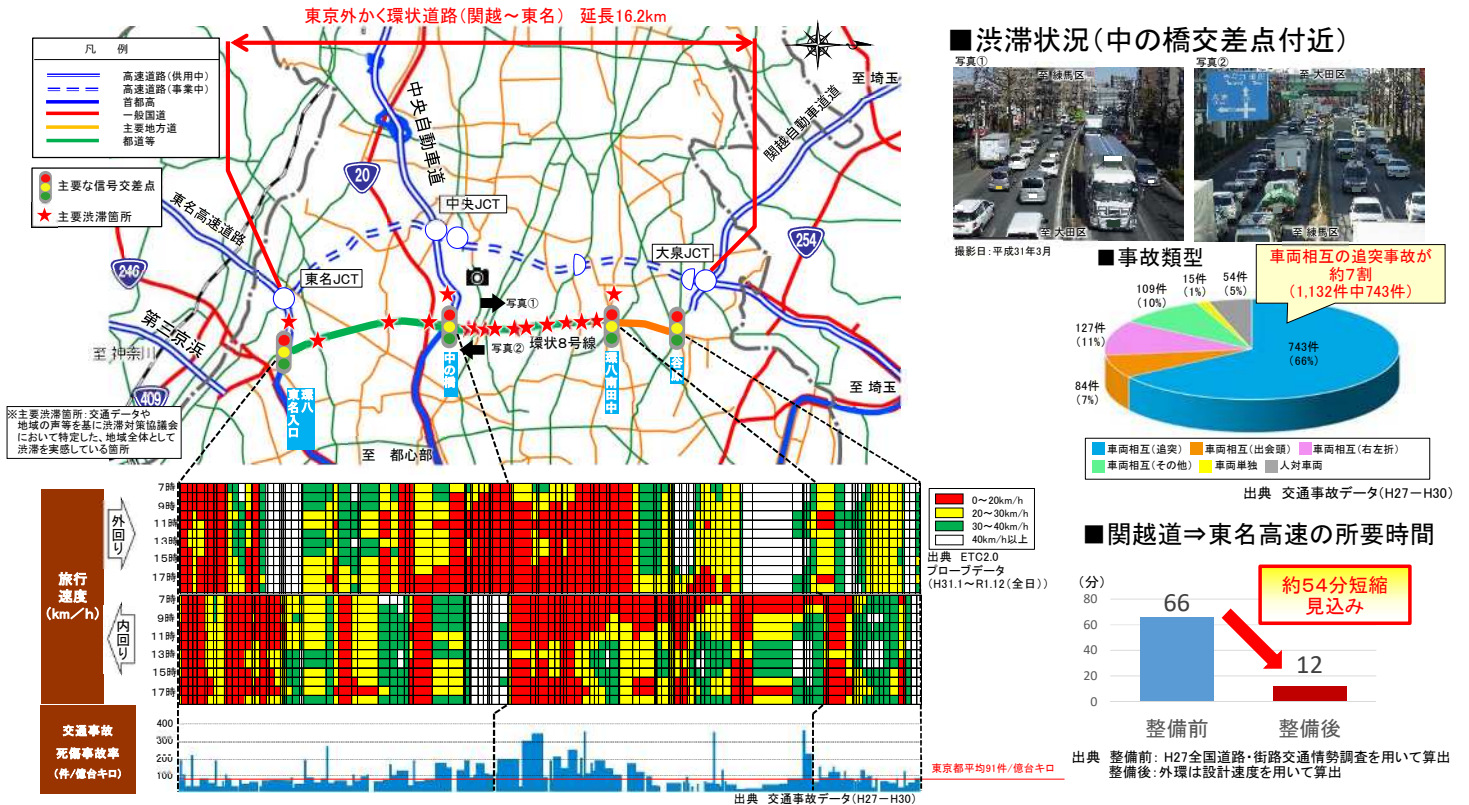 東京外かく環状道路(関越～東名) 延長16.2km
凡 例
高速道路(供用中)
高速道路(事業中)
首都高
一般国道
主要地方道
都道等
主要な信号交差点
主要渋滞箇所
東名高速道路
中央自動車道
関越自動車道道
至 埼玉
20
246
254
409
中央JCT
東名JCT
大泉JCT
第三京浜
至 神奈川
写真①
写真②
環状8号線
至 埼玉
環八
東名入口
中の橋
環八南田中
谷原
至 都心部
※主要渋滞箇所:交通データや
地域の声等を基に渋滞対策協議会
において特定した、地域全体として
渋滞を実感している箇所
旅行
速度
(km/h)
外回り
7時
9時
11時
13時
15時
17時
内回り
7時
9時
11時
13時
15時
17時
0～20km/h
20～30km/h
30～40km/h
40km/h以上
出典 ETC2.0
プローブデータ
(H31.1～R1.12(全日))
交通事故
死傷事故率
(件/億台キロ)
400
300
200
100
東京都平均91件/億台キロ
出典 交通事故データ(H27－H30)
■渋滞状況(中の橋交差点付近)
写真①
至 練馬区
至 大田区
写真②
至 大田区
至 練馬区
撮影日:平成31年3月
■事故類型
車両相互の追突事故が
約7割
(1,132件中743件)
743件
(66%)
84件
(7%)
127件
(11%)
109件
(10%)
15件
(1%)
54件
(5%)
車両相互(追突)
車両相互(出会頭)
車両相互(右左折)
車両相互(その他)
車両単独
人対車両
出典 交通事故データ(H27－H30)
■関越道⇒東名高速の所要時間
(分)
80
60
40
20
0
66
12
約54分短縮
見込み
整備前
整備後
出典 整備前: H27全国道路・街路交通情勢調査を用いて算出
整備後:外環は設計速度を用いて算出